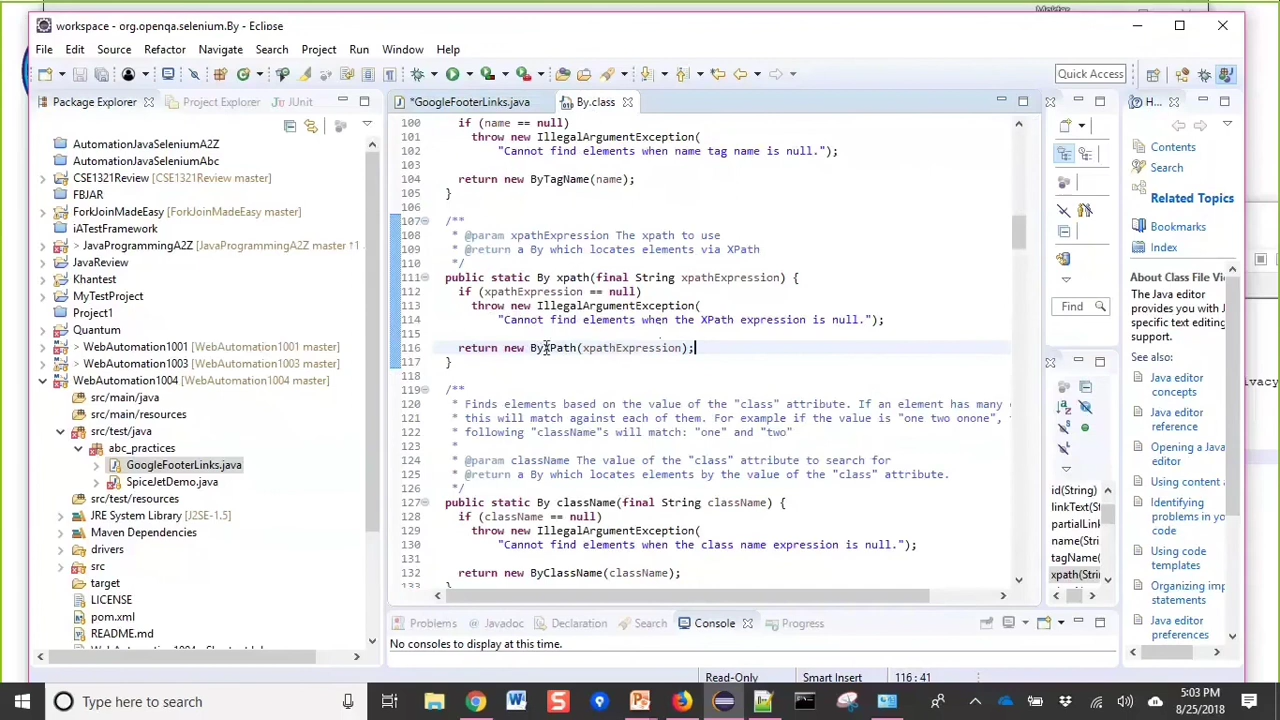 workspace - org.openqa.selenium.By - Eclipse
File Edit Source Refactor Navigate Search Project Run Window Help
Quick Access
Package Explorer Project Explorer JUnit
AutomationJavaSeleniumA2Z
AutomationJavaSeleniumAbc
CSE1321Review [CSE1321Review master]
FBJAR
ForkJoinMadeEasy [ForkJoinMadeEasy master]
iATestFramework
> JavaProgrammingA2Z [JavaProgrammingA2Z master ↑1
JavaReview
Khantest
MyTestProject
Project1
Quantum
> WebAutomation1001 [WebAutomation1001 master]
> WebAutomation1003 [WebAutomation1003 master]
WebAutomation1004 [WebAutomation1004 master]
src/main/java
src/main/resources
src/test/java
abc_practices
GoogleFooterLinks.java
SpiceJetDemo.java
src/test/resources
JRE System Library [J2SE-1.5]
Maven Dependencies
drivers
src
target
LICENSE
pom.xml
README.md
*GoogleFooterLinks.java By.class
100 if (name == null)
101 throw new IllegalArgumentException(
102 "Cannot find elements when name tag name is null.");
103
104 return new ByTagName(name);
105 }
106
107 /**
108 * @param xpathExpression The xpath to use
109 * @return a By which locates elements via XPath
110 */
111 public static By xpath(final String xpathExpression) {
112 if (xpathExpression == null)
113 throw new IllegalArgumentException(
114 "Cannot find elements when the XPath expression is null.");
115
116 return new ByXPath(xpathExpression);
117 }
118
119 /**
120 * Find elements based on the value of the "class" attribute. If an element has many
121 * this will match against each of them. For example if the value is "one two onone",
122 * following "className"s will match: "one" and "two"
123 *
124 * @param className The value of the "class" attribute to search for
125 * @return a By which locates elements by the value of the "class" attribute.
126 */
127 public static By className(final String className) {
128 if (className == null)
129 throw new IllegalArgumentException(
130 "Cannot find elements when the class name expression is null.");
131
132 return new ByClassName(className);
133 }
Find
id(String)
linkText(
partialLink
name(Stri
tagName(
xpath(Stri
H...
Contents
Search
Related Topics
Bookmarks
Index
About Class File Vi
The Java editor
provides you with J
specific text editing
support.
See also:
Java editor
concepts
Java editor
reference
Opening a Java
editor
Using content
Identifying
problems in yo
code
Using code
templates
Organizing imp
statements
Java editor
preferences
Problems Javadoc Declaration Search Console Progress
No consoles to display at this time.
Read-Only Smart Insert 116 : 41
Type here to search
5:03 PM
8/25/2018